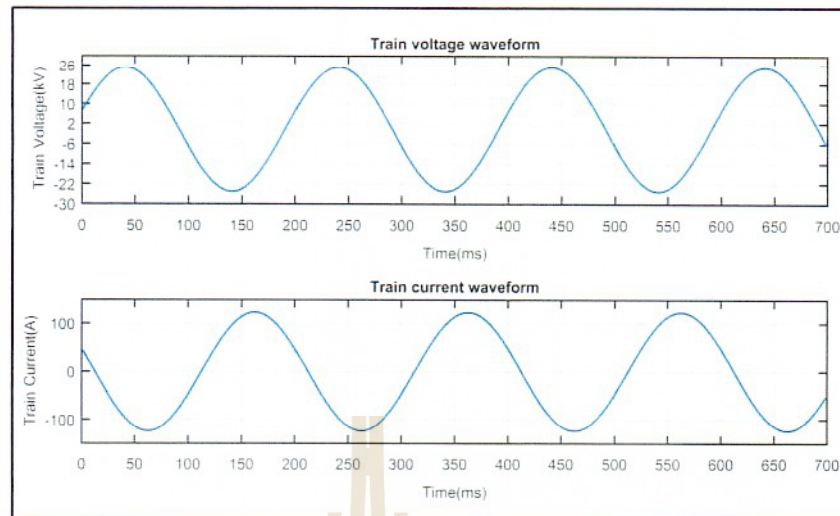 Train voltage waveform
Train Voltage(kV)
26
18
10
2
-6
-14
-22
-30
0 50 100 150 200 250 300 350 400 450 500 550 600 650 700
Time(ms)
Train current waveform
Train Current(A)
100
0
-100
0 50 100 150 200 250 300 350 400 450 500 550 600 650 700
Time(ms)